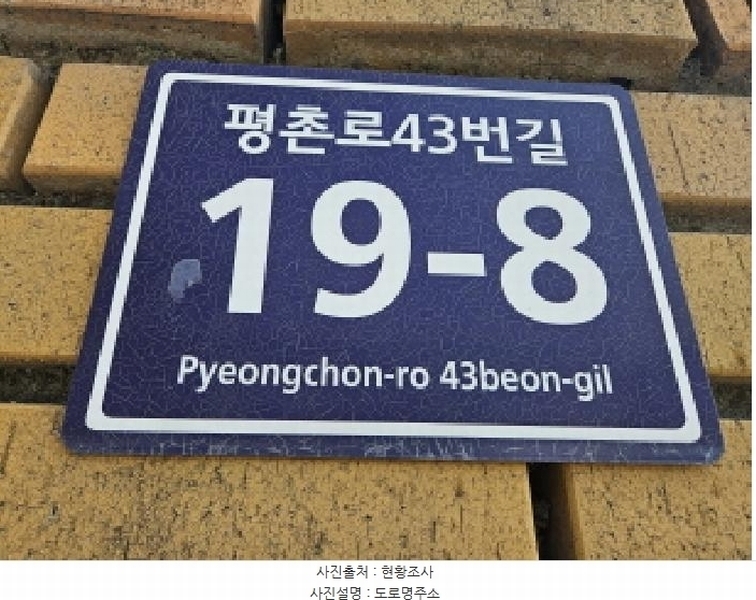 평촌로43번길
19-8
Pyeongchon-ro 43beon-gil
사진출처 : 현황조사
사진설명 : 도로명주소